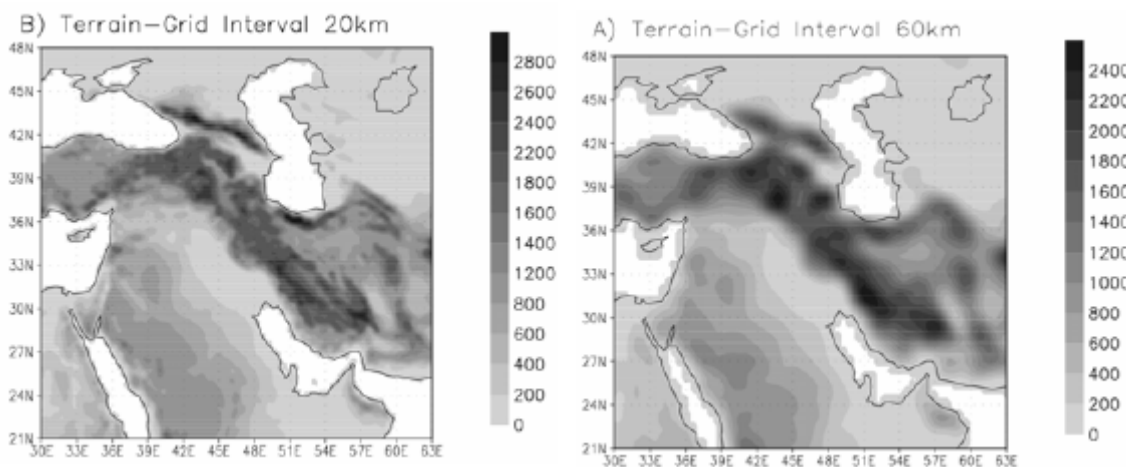 B) Terrain-Grid Interval 20km
48N
45N
42N
39N
36N
33N
30N
27N
24N
21N
30E 33E 36E 39E 42E 45E 48E 51E 54E 57E 60E 63E
2800
2600
2400
2200
2000
1800
1600
1400
1200
1000
800
600
400
200
0
A) Terrain-Grid Interval 60km
48N
45N
42N
39N
36N
33N
30N
27N
24N
21N
30E 33E 36E 39E 42E 45E 48E 51E 54E 57E 60E 63E
2400
2200
2000
1800
1600
1400
1200
1000
800
600
400
200
0